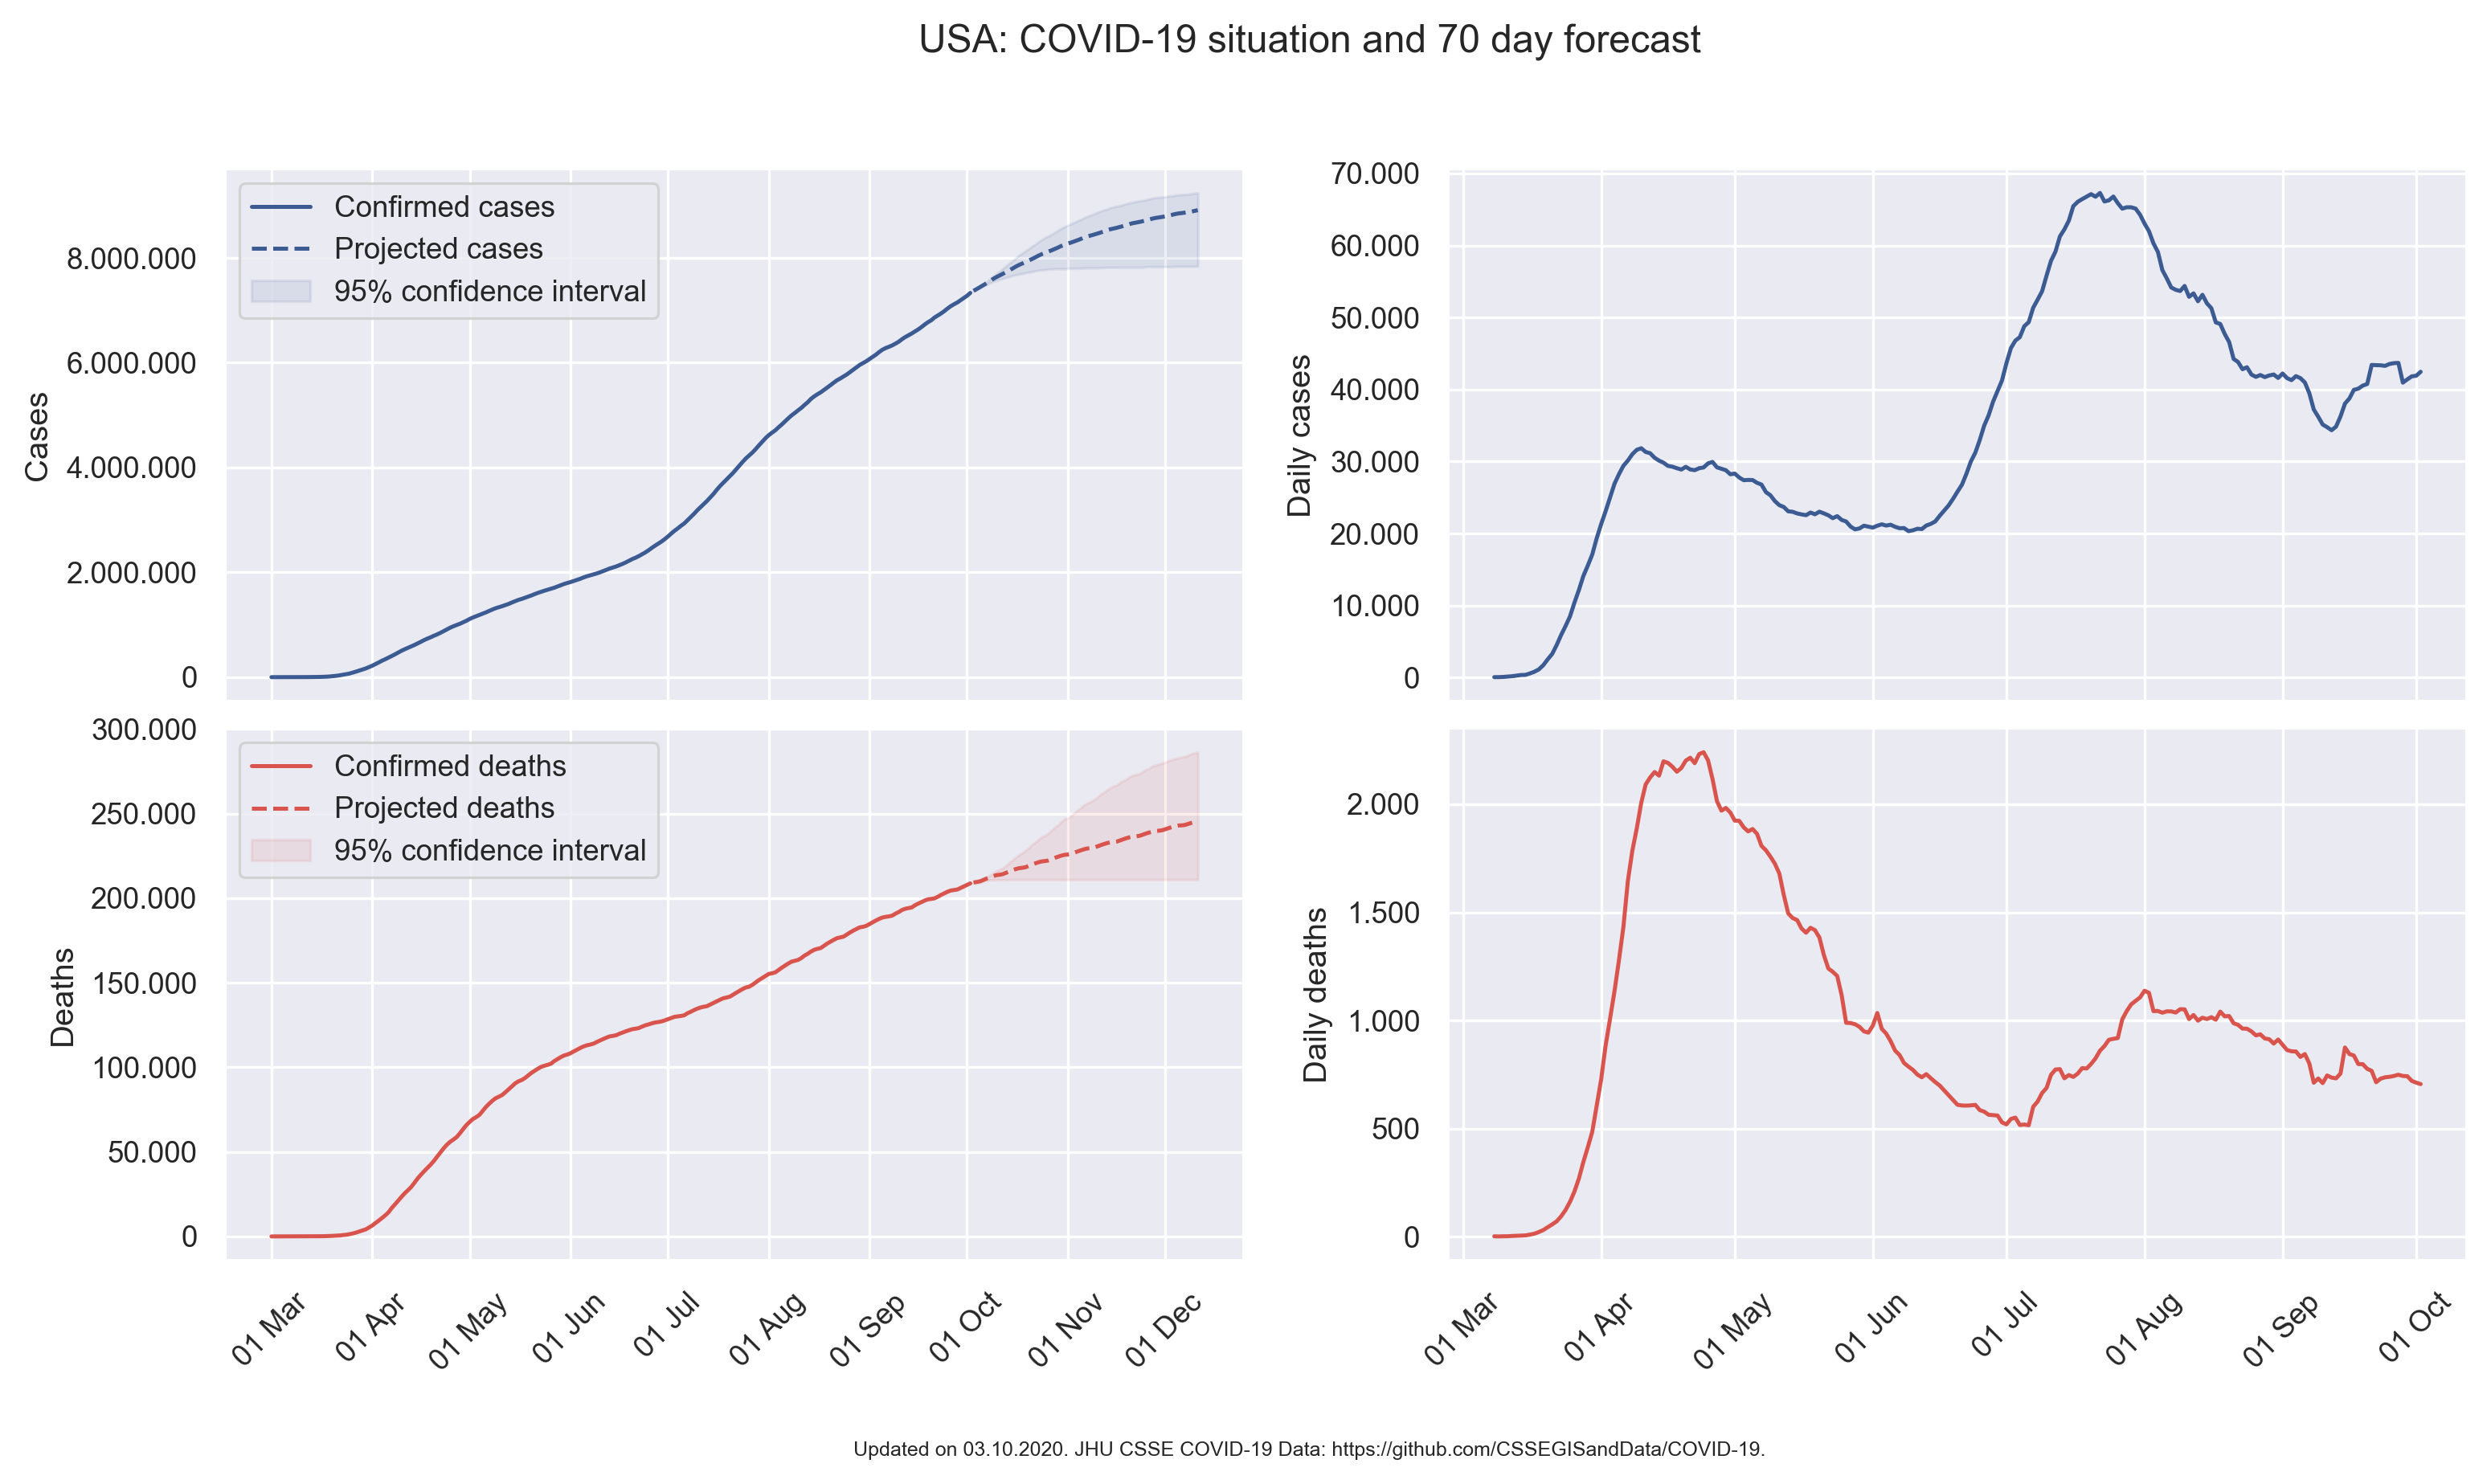 USA: COVID-19 situation and 70 day forecast
Confirmed cases
Projected cases
95% confidence interval
Cases
8.000.000
6.000.000
4.000.000
2.000.000
0
Daily cases
70.000
60.000
50.000
40.000
30.000
20.000
10.000
0
Confirmed deaths
Projected deaths
95% confidence interval
Deaths
300.000
250.000
200.000
150.000
100.000
50.000
0
01 Mar
01 Apr
01 May
01 Jun
01 Jul
01 Aug
01 Sep
01 Oct
01 Nov
01 Dec
Daily deaths
2.000
1.500
1.000
500
0
01 Mar
01 Apr
01 May
01 Jun
01 Jul
01 Aug
01 Sep
01 Oct
Updated on 03.10.2020. JHU CSSE COVID-19 Data: https://github.com/CSSEGISandData/COVID-19.